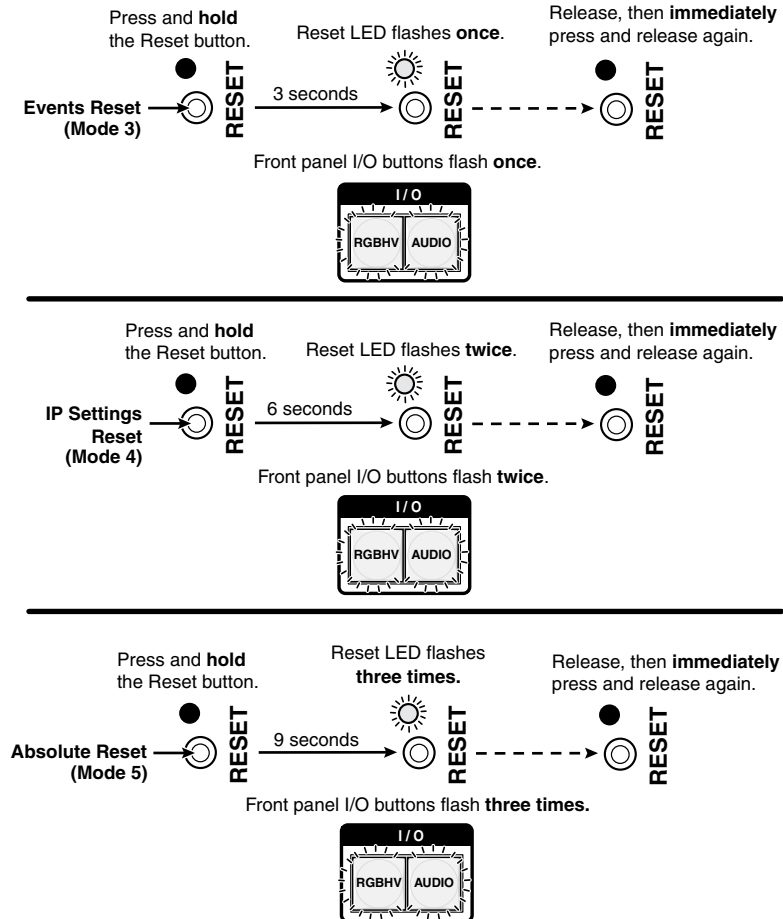 Press and hold
the Reset button.
Reset LED flashes once.
Release, then immediately
press and release again.
Events Reset
(Mode 3)
RESET
3 seconds
RESET
RESET
Front panel I/O buttons flash once.
I / O
RGBHV
AUDIO
Press and hold
the Reset button.
Reset LED flashes twice.
Release, then immediately
press and release again.
IP Settings
Reset
(Mode 4)
RESET
6 seconds
RESET
RESET
Front panel I/O buttons flash twice.
I / O
RGBHV
AUDIO
Press and hold
the Reset button.
Reset LED flashes
three times.
Release, then immediately
press and release again.
Absolute Reset
(Mode 5)
RESET
9 seconds
RESET
RESET
Front panel I/O buttons flash three times.
I / O
RGBHV
AUDIO